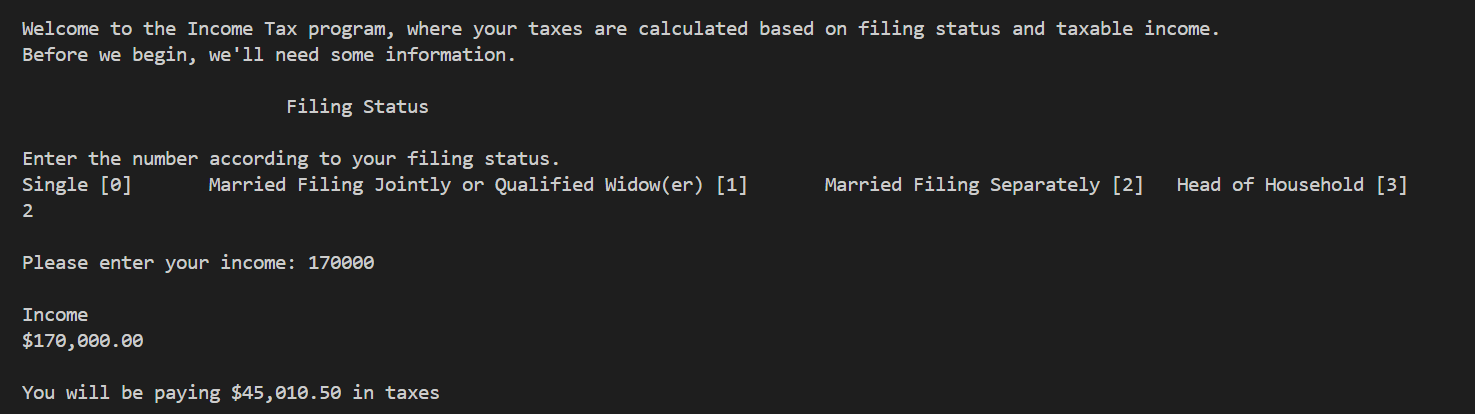 Welcome to the Income Tax program, where your taxes are calculated based on filing status and taxable income.
Before we begin, we'll need some information.
Filing Status
Enter the number according to your filing status.
Single [0] Married Filing Jointly or Qualified Widow(er) [1] Married Filing Separately [2] Head of Household [3]
2
Please enter your income: 170000
Income
$170,000.00
You will be paying $45,010.50 in taxes